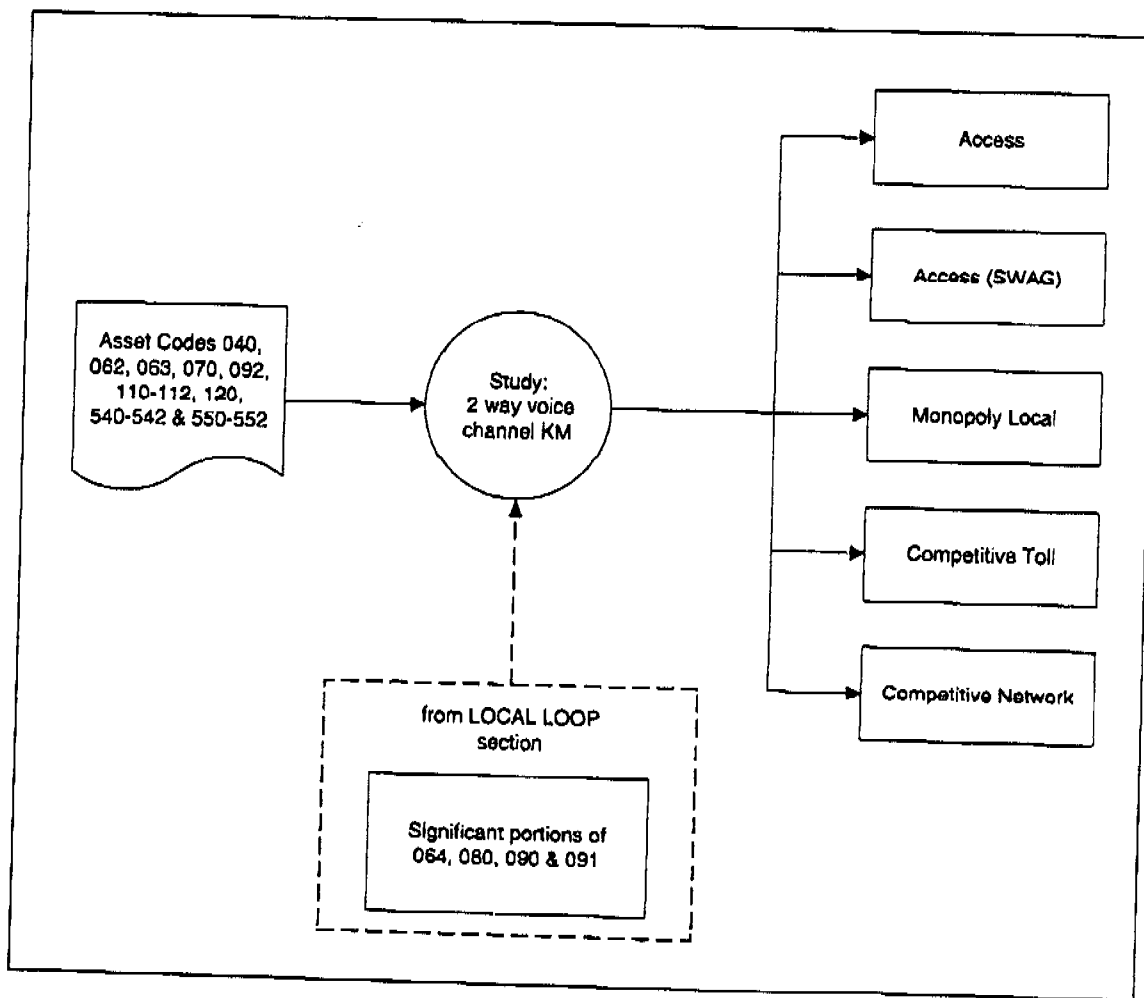 Asset Codes 040,
062, 063, 070, 092,
110-112, 120,
540-542 & 550-552
Study:
2 way voice
channel KM
from LOCAL LOOP
section
Significant portions of
064, 080, 090 & 091
Access
Access (SWAG)
Monopoly Local
Competitive Toll
Competitive Network